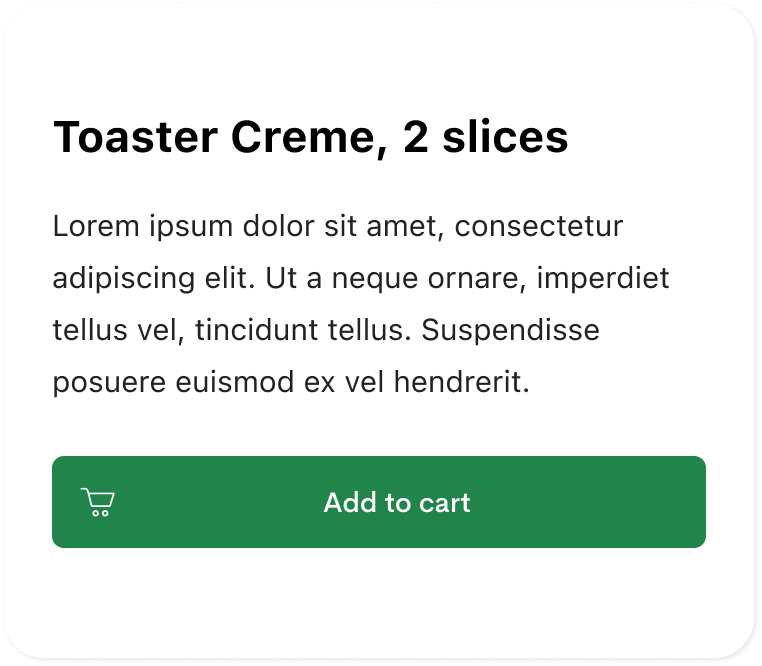 Toaster Creme, 2 slices
Lorem ipsum dolor sit amet, consectetur
adipiscing elit. Ut a neque ornare, imperdiet
tellus vel, tincidunt tellus. Suspendisse
posuere euismod ex vel hendrerit.
Add to cart